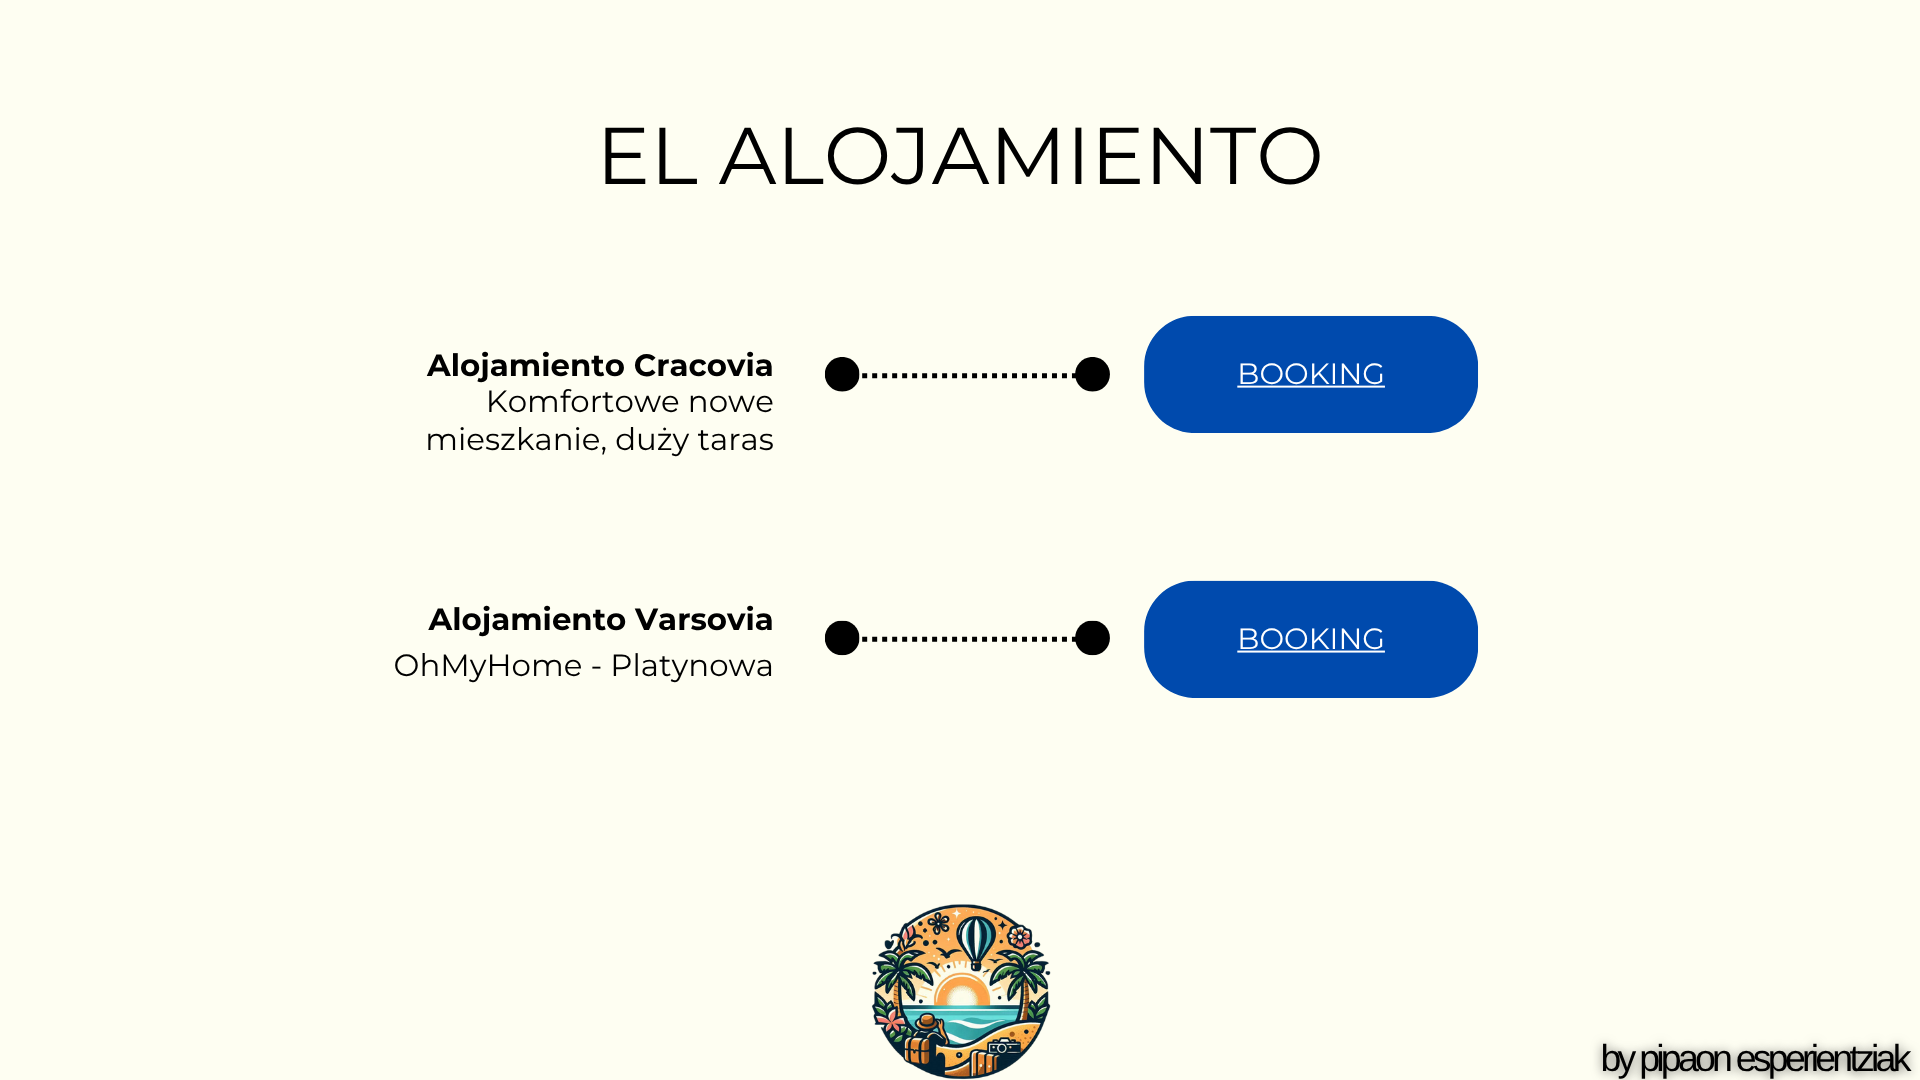 EL ALOJAMIENTO
Alojamiento Cracovia
Komfortowe nowe
mieszkanie, duży taras
BOOKING
Alojamiento Varsovia
OhMyHome - Platynowa
BOOKING
by pipaon esperientziak